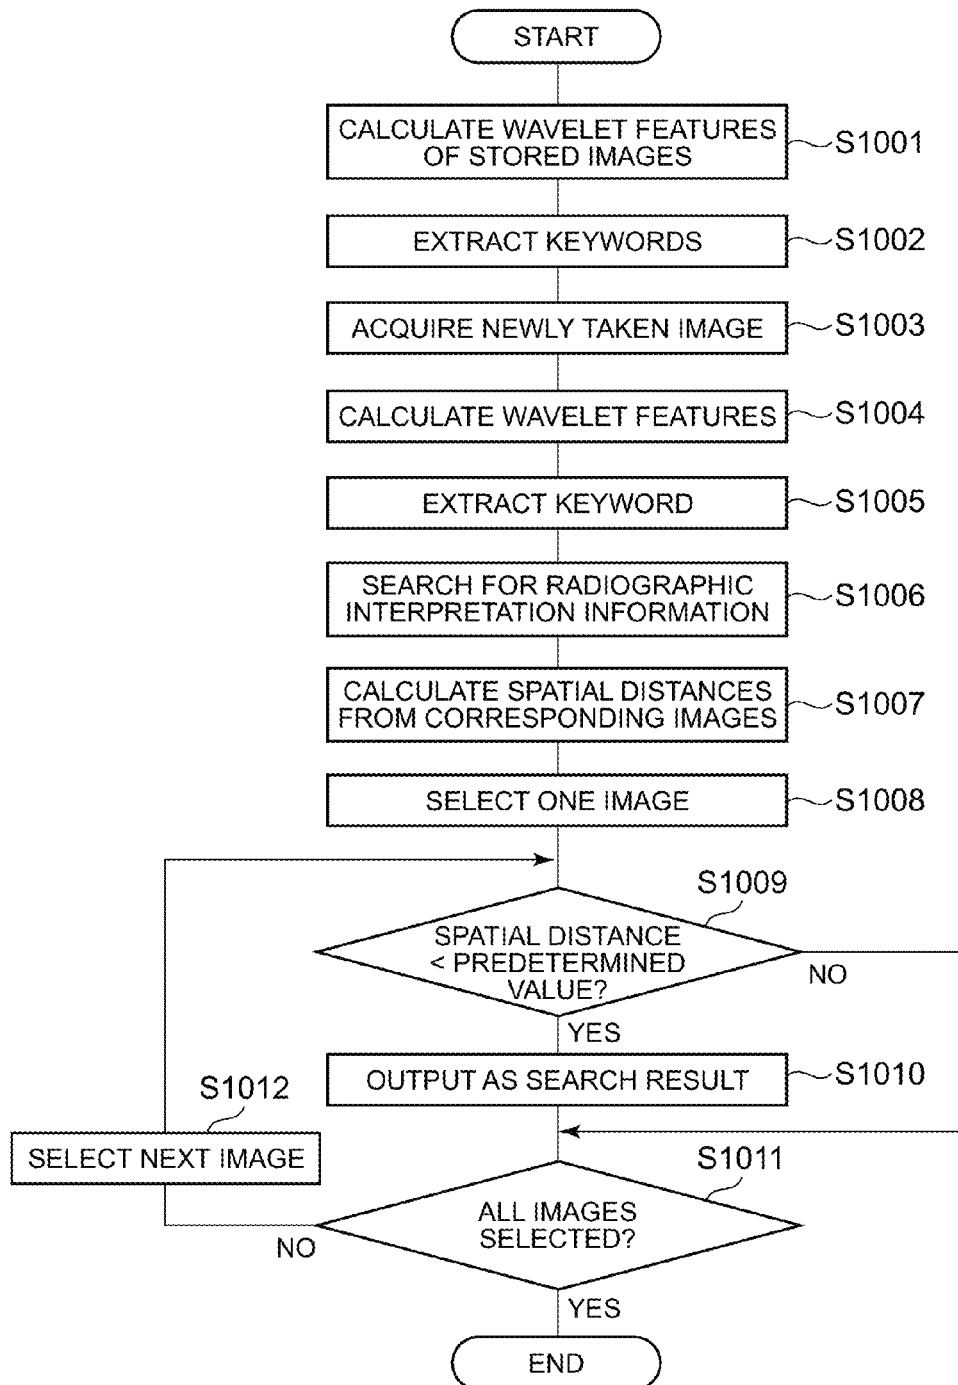 START
CALCULATE WAVELET FEATURES
OF STORED IMAGES
S1001
EXTRACT KEYWORDS
S1002
ACQUIRE NEWLY TAKEN IMAGE
S1003
CALCULATE WAVELET FEATURES
S1004
EXTRACT KEYWORD
S1005
SEARCH FOR RADIOGRAPHIC
INTERPRETATION INFORMATION
S1006
CALCULATE SPATIAL DISTANCES
FROM CORRESPONDING IMAGES
S1007
SELECT ONE IMAGE
S1008
S1009
SPATIAL DISTANCE
< PREDETERMINED
VALUE?
NO
YES
OUTPUT AS SEARCH RESULT
S1010
S1012
SELECT NEXT IMAGE
S1011
ALL IMAGES
SELECTED?
NO
YES
END